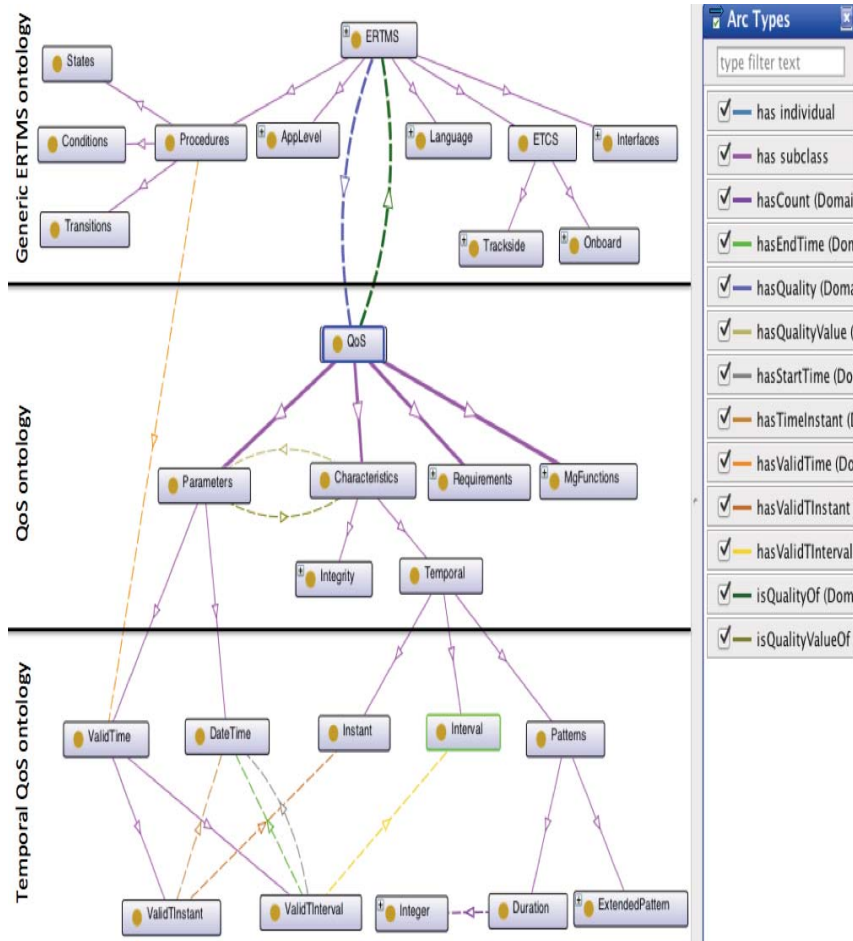 Generic ERTMS ontology
ERTMS
States
Conditions
Procedures
AppLevel
Language
ETCS
Interfaces
Transitions
Trackside
Onboard
QoS ontology
QoS
Parameters
Characteristics
Requirements
MgFunctions
Integrity
Temporal
Temporal QoS ontology
ValidTime
DateTime
Instant
Interval
Patterns
ValidTInstant
ValidTInterval
Integer
Duration
ExtendedPattern
Arc Types
type filter text
has individual
has subclass
hasCount (Domai
hasEndTime (Don
hasQuality (Doma
hasQualityValue (
hasStartTime (Do
hasTimeInstant (
hasValidTime (Do
hasValidTInstant
hasValidTInterval
isQualityOf (Dom
isQualityValueOf